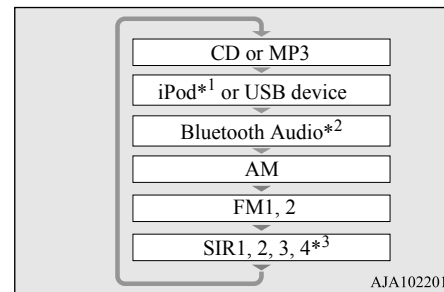 CD or MP3
iPod*1 or USB device
Bluetooth Audio*2
AM
FM1, 2
SIR1, 2, 3, 4*3
AJA102201